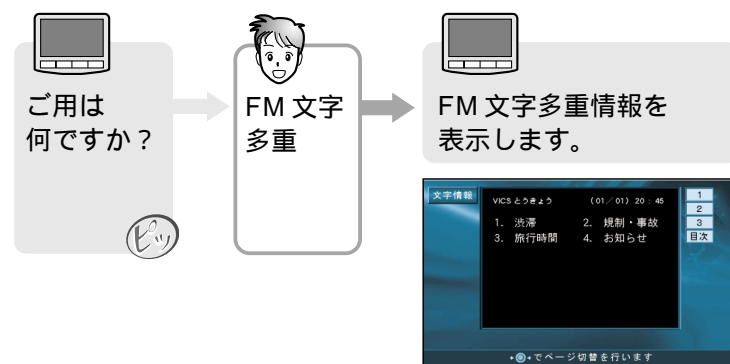 ご用は
何ですか？
ピッ
FM 文字
多重
FM 文字多重情報を
表示します。
文字情報
VICS とうきょう (01／01) 20 : 45
1. 渋滞 2. 規制・事故
3. 旅行時間 4. お知らせ
1
2
3
目次
でページ切替を行います